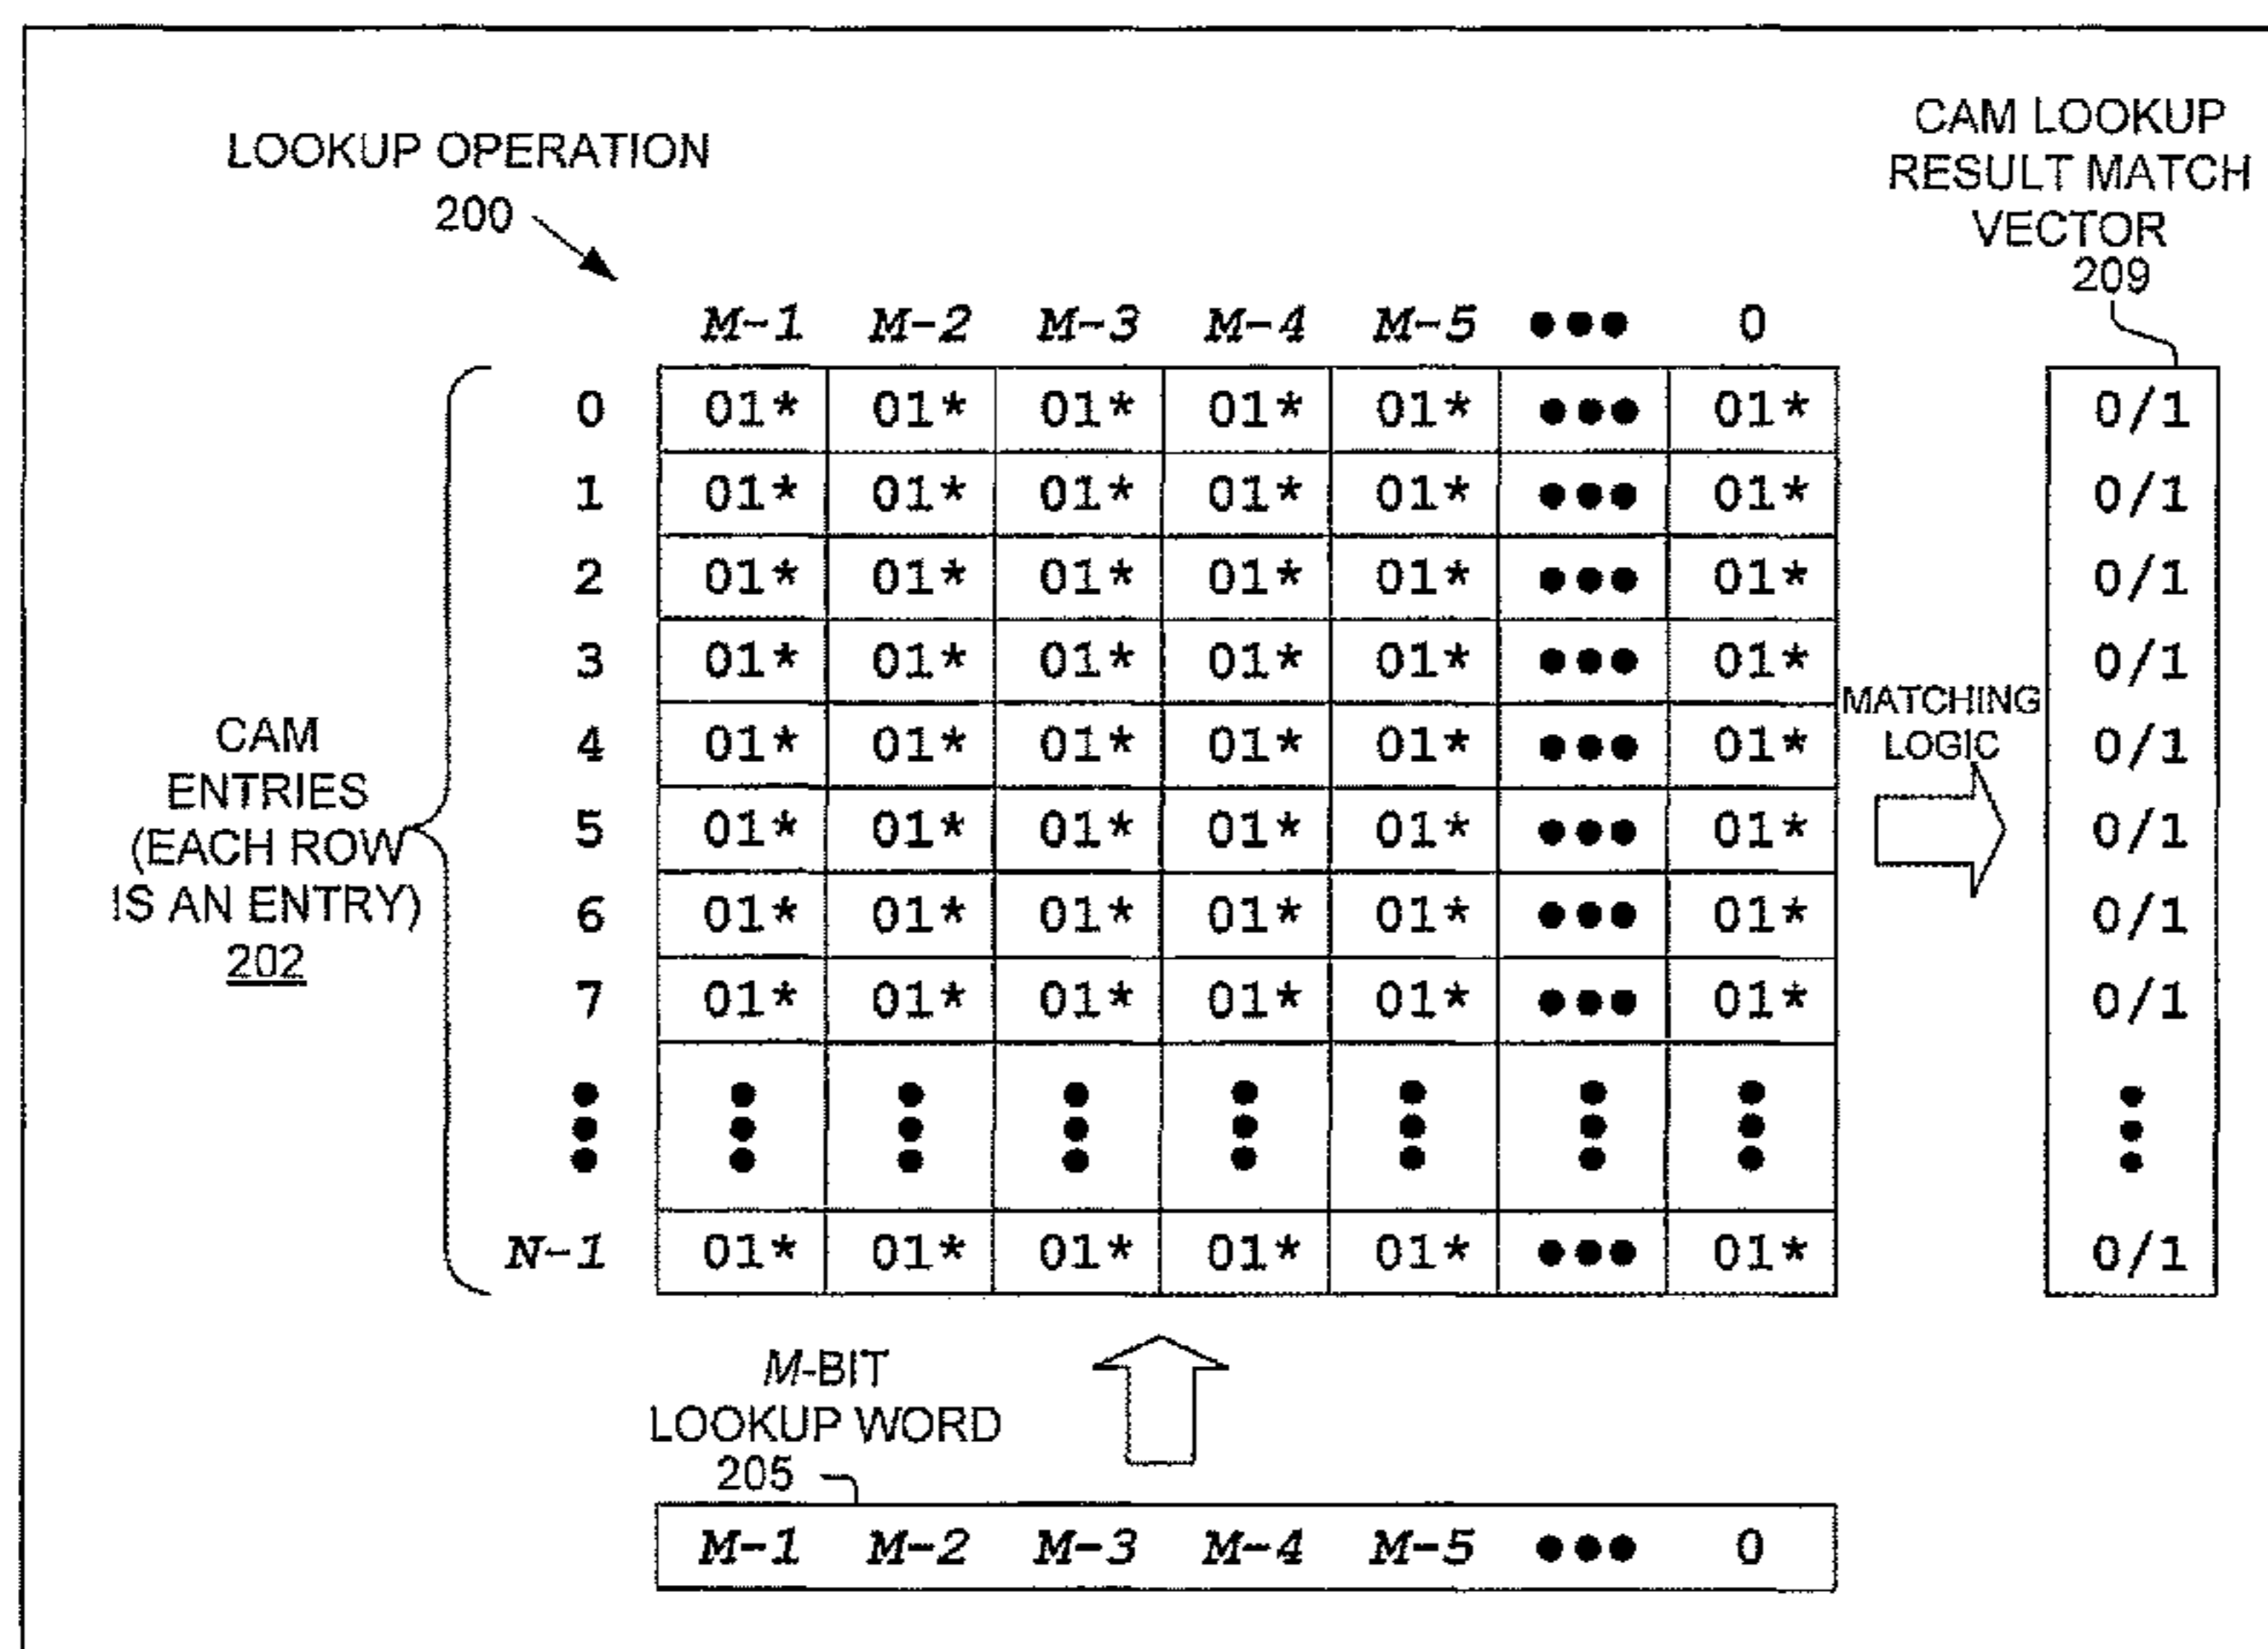 LOOKUP OPERATION
200
CAM LOOKUP
RESULT MATCH
VECTOR
209
M-1 M-2 M-3 M-4 M-5 ●●● 0
0 01* 01* 01* 01* 01* ●●● 01* 0/1
1 01* 01* 01* 01* 01* ●●● 01* 0/1
2 01* 01* 01* 01* 01* ●●● 01* 0/1
3 01* 01* 01* 01* 01* ●●● 01* 0/1
4 01* 01* 01* 01* 01* ●●● 01* 0/1
5 01* 01* 01* 01* 01* ●●● 01* 0/1
6 01* 01* 01* 01* 01* ●●● 01* 0/1
7 01* 01* 01* 01* 01* ●●● 01* 0/1
N-1 01* 01* 01* 01* 01* ●●● 01* 0/1
CAM
ENTRIES
(EACH ROW
IS AN ENTRY)
202
MATCHING
LOGIC
M-BIT
LOOKUP WORD
205
M-1 M-2 M-3 M-4 M-5 ●●● 0